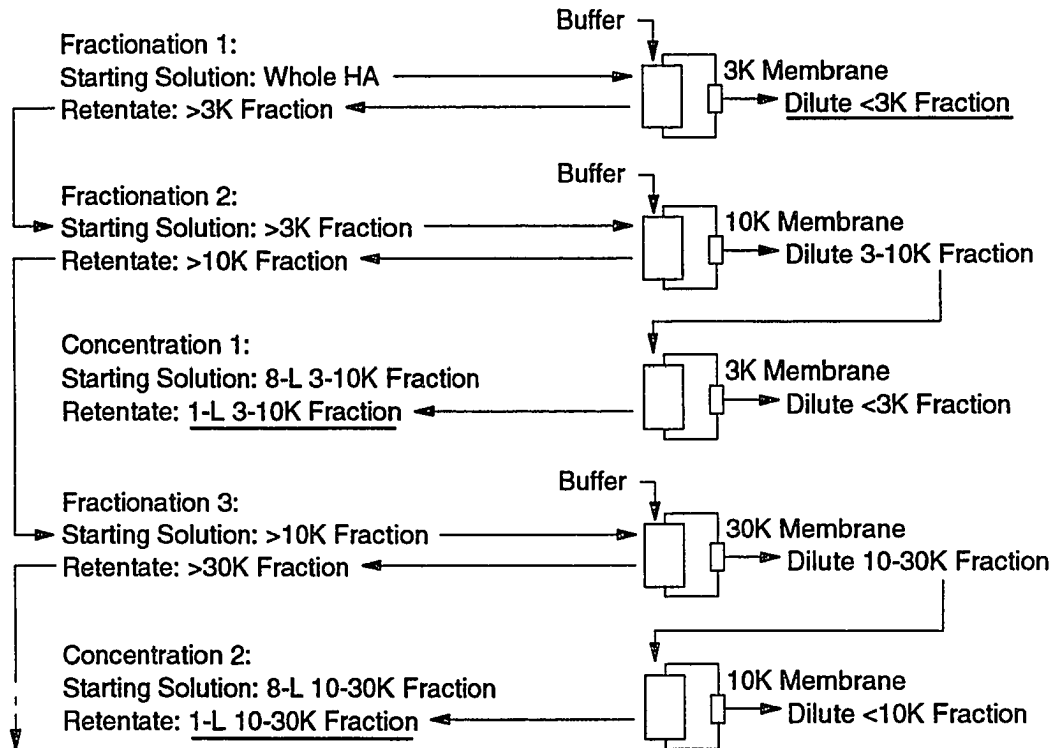 Buffer
Fractionation 1:
Starting Solution: Whole HA
3K Membrane
Retentate: >3K Fraction
Dilute <3K Fraction
Buffer
Fractionation 2:
Starting Solution: >3K Fraction
10K Membrane
Retentate: >10K Fraction
Dilute 3-10K Fraction
Concentration 1:
Starting Solution: 8-L 3-10K Fraction
3K Membrane
Retentate: 1-L 3-10K Fraction
Dilute <3K Fraction
Buffer
Fractionation 3:
Starting Solution: >10K Fraction
30K Membrane
Retentate: >30K Fraction
Dilute 10-30K Fraction
Concentration 2:
Starting Solution: 8-L 10-30K Fraction
10K Membrane
Retentate: 1-L 10-30K Fraction
Dilute <10K Fraction